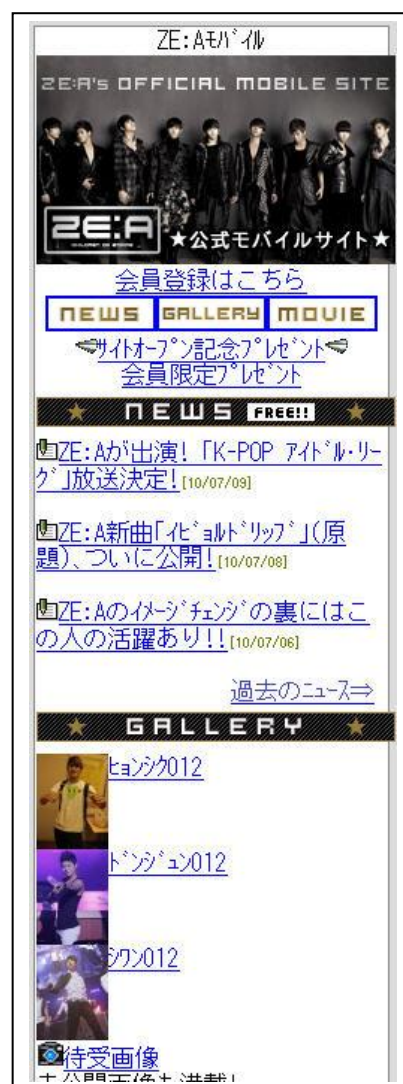 ZE:Aﾓﾊﾞｲﾙ
ZE:A's OFFICIAL MOBILE SITE
ZE:A
★公式モバイルサイト★
会員登録はこちら
NEWS GALLERY MOVIE
ｻｲﾄｵｰﾌﾟﾝ記念ﾌﾟﾚｾﾞﾝﾄ
会員限定ﾌﾟﾚｾﾞﾝﾄ
★ NEWS FREE!! ★
ZE:Aが出演! ｢K-POP ｱｲﾄﾞﾙ･ﾘｰ
ｸﾞ｣放送決定![10/07/09]
ZE:A新曲｢ｲﾋﾞｮﾙﾄﾞﾘｯﾌﾟ｣(原
題)､ついに公開![10/07/08]
ZE:Aのｲﾒｰｼﾞﾁｪﾝｼﾞの裏にはこ
の人の活躍あり!![10/07/06]
過去のﾆｭｰｽ⇒
★ GALLERY ★
ﾋｮﾝｼｸ012
ﾄﾞﾝｼﾞｭﾝ012
ｼﾜﾝ012
待受画像
未公開画像も満載!